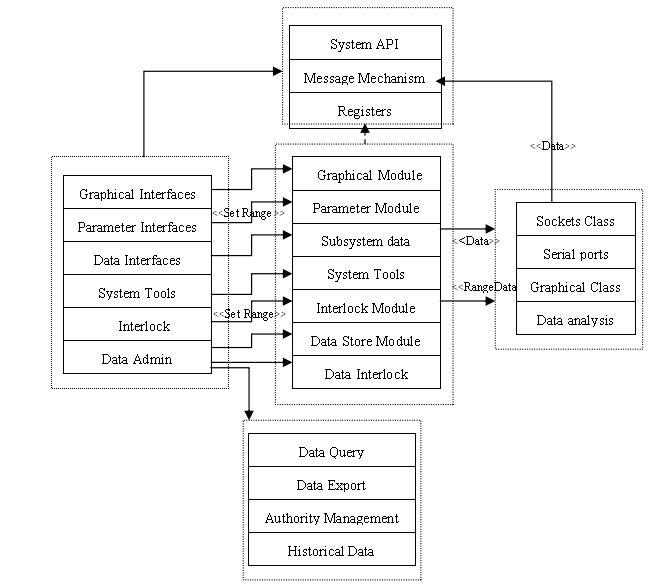 System API
Message Mechanism
Registers
<<Data>>
Graphical Interfaces
Parameter Interfaces
Data Interfaces
System Tools
Interlock
Data Admin
<<Set Range >>
<<Set Range>>
Graphical Module
Parameter Module
Subsystem data
System Tools
Interlock Module
Data Store Module
Data Interlock
<<Data>>
<<RangeData
Sockets Class
Serial ports
Graphical Class
Data analysis
Data Query
Data Export
Authority Management
Historical Data